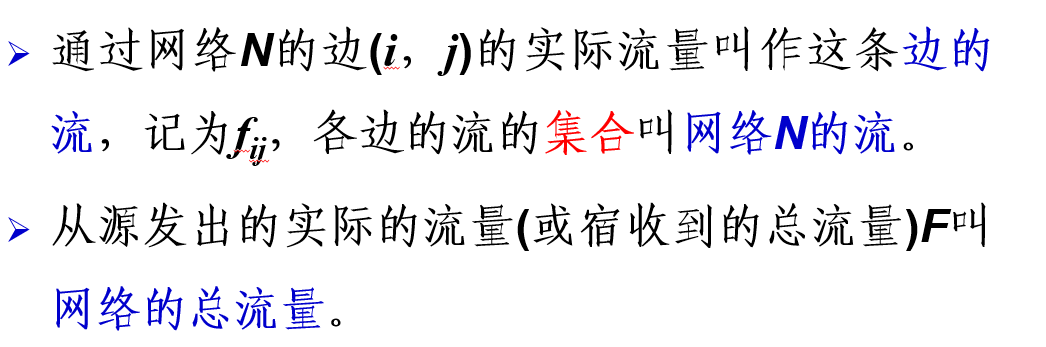 ➢ 通过网络N的边(i，j)的实际流量叫作这条边的
流，记为fij，各边的流的集合叫网络N的流。
➢ 从源发出的实际的流量(或宿收到的总流量)F叫
网络的总流量。